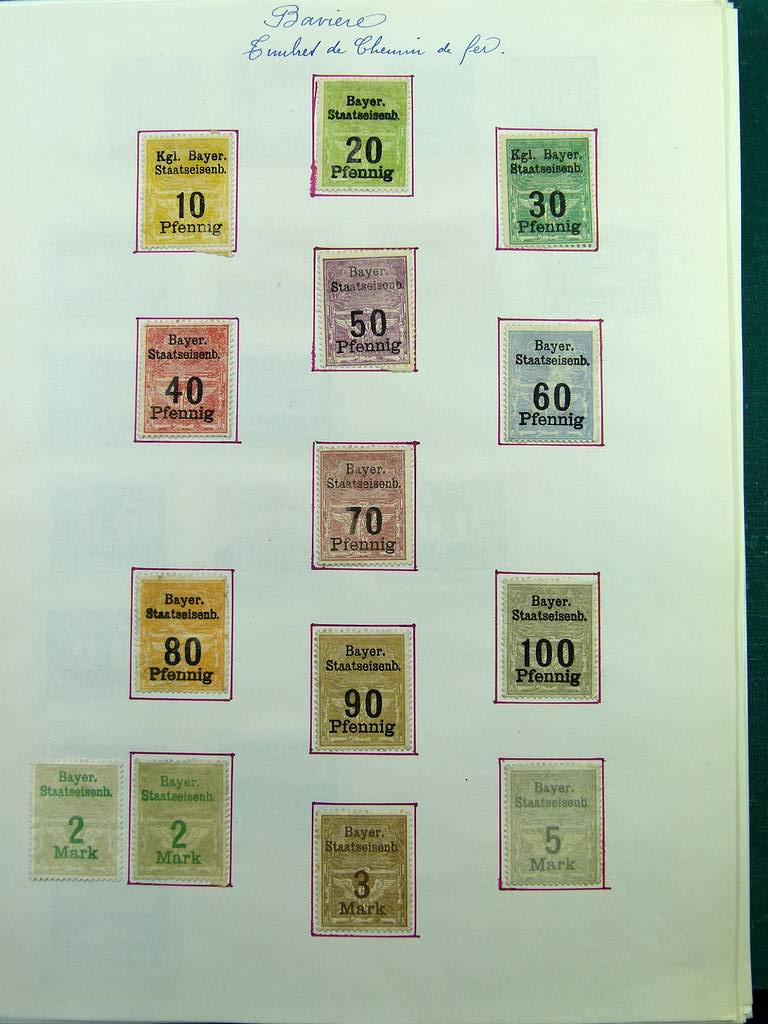 Bavière
Timbres de Chemin de fer.
Bayer.
Staatseisenb.
20
Pfennig
Kgl. Bayer.
Staatseisenb.
10
Pfennig
Kgl. Bayer.
Staatseisenb.
30
Pfennig
Bayer.
Staatseisenb.
50
Pfennig
Bayer.
Staatseisenb.
40
Pfennig
Bayer.
Staatseisenb.
60
Pfennig
Bayer.
Staatseisenb.
70
Pfennig
Bayer.
Staatseisenb.
80
Pfennig
Bayer.
Staatseisenb.
100
Pfennig
Bayer.
Staatseisenb.
90
Pfennig
Bayer.
Staatseisenb.
2
Mark
Bayer.
Staatseisenb.
2
Mark
Bayer.
Staatseisenb
3
Mark
Bayer.
Staatseisenb
5
Mark